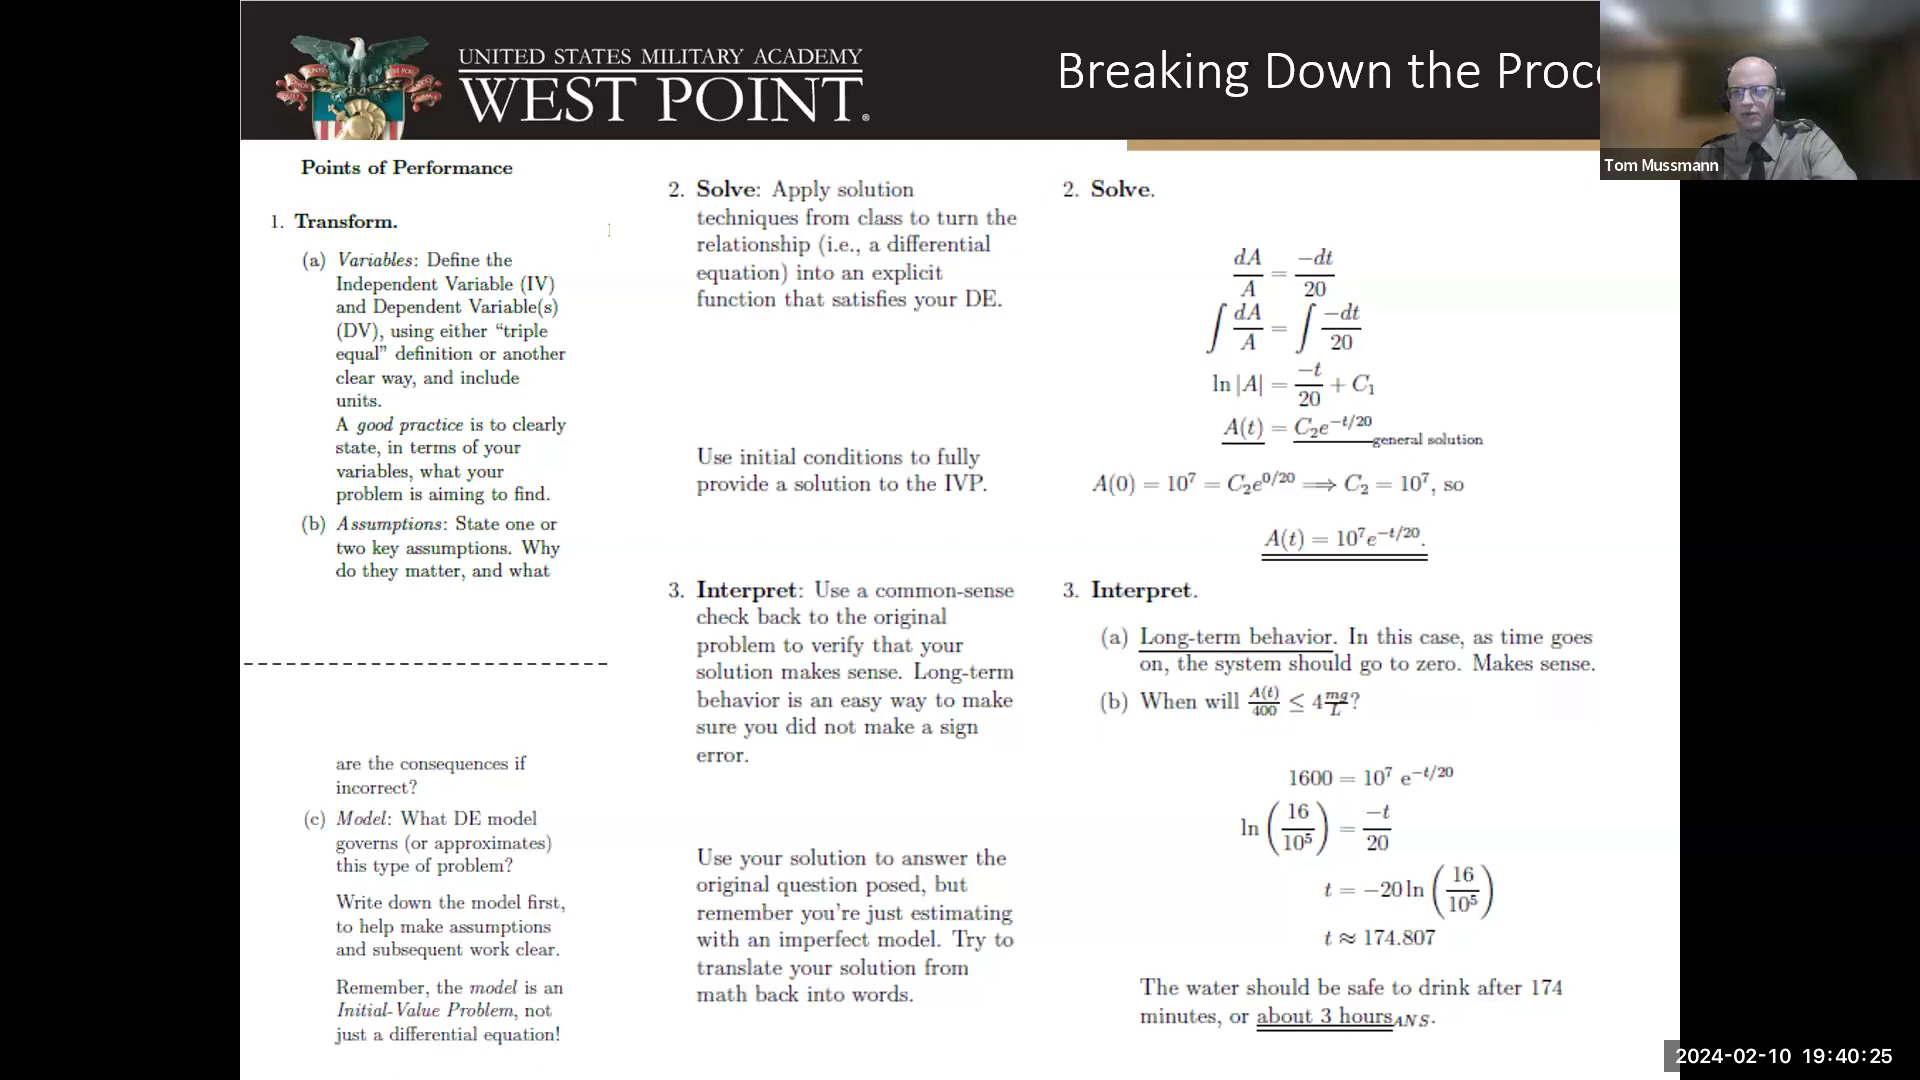 UNITED STATES MILITARY ACADEMY
WEST POINT®
Breaking Down the
Tom Mussmann
Points of Performance
1. Transform.
(a) Variables: Define the
Independent Variable (IV)
and Dependent Variable(s)
(DV), using either “triple
equal” definition or another
clear way, and include
units.
A good practice is to clearly
state, in terms of your
variables, what your
problem is aiming to find.
(b) Assumptions: State one or
two key assumptions. Why
do they matter, and what
are the consequences if
incorrect?
(c) Model: What DE model
governs (or approximates)
this type of problem?
Write down the model first,
to help make assumptions
and subsequent work clear.
Remember, the model is an
Initial-Value Problem, not
just a differential equation!
2. Solve: Apply solution
techniques from class to turn the
relationship (i.e., a differential
equation) into an explicit
function that satisfies your DE.
Use initial conditions to fully
provide a solution to the IVP.
3. Interpret: Use a common-sense
check back to the original
problem to verify that your
solution makes sense. Long-term
behavior is an easy way to make
sure you did not make a sign
error.
Use your solution to answer the
original question posed, but
remember you’re just estimating
with an imperfect model. Try to
translate your solution from
math back into words.
2. Solve.
dA/A = -dt/20
∫ dA/A = ∫ -dt/20
ln |A| = -t/20 + C₁
A(t) = C₂e^{-t/20} general solution
A(0) = 10⁷ = C₂e^{0/20} ⟹ C₂ = 10⁷, so
A(t) = 10⁷e^{-t/20}.
3. Interpret.
(a) Long-term behavior. In this case, as time goes
on, the system should go to zero. Makes sense.
(b) When will A(t)/400 ≤ 4 mg/L?
1600 = 10⁷ e^{-t/20}
ln (16/10⁵) = -t/20
t = -20 ln (16/10⁵)
t ≈ 174.807
The water should be safe to drink after 174
minutes, or about 3 hours ANS.
2024-02-10 19:40:25